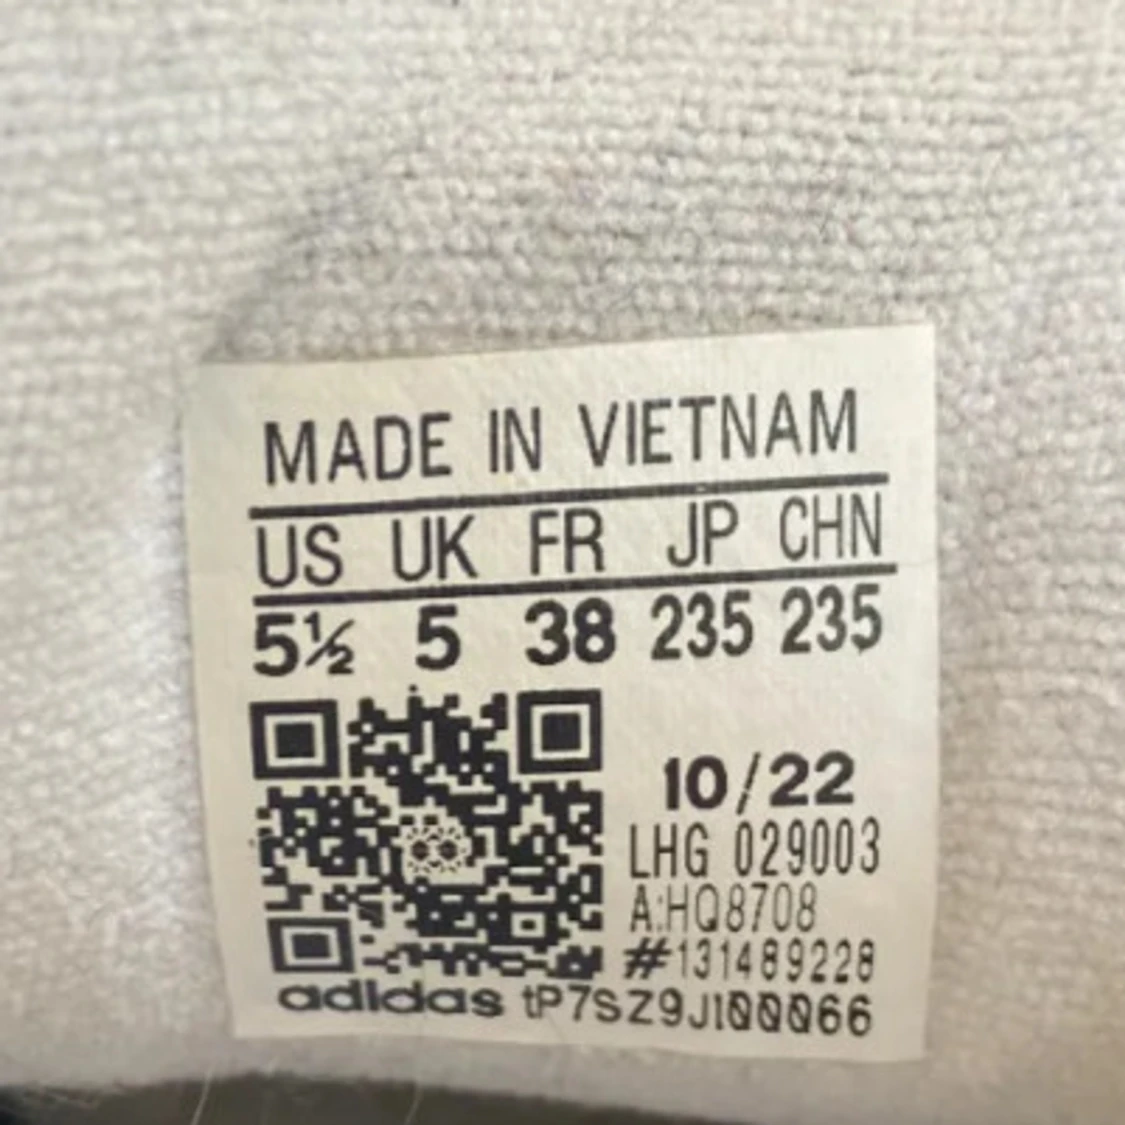 MADE IN VIETNAM
US UK FR JP CHN
5½ 5 38 235 235
10/22
LHG 029003
A:HQ8708
#131489228
adidas tP7SZ9J100066